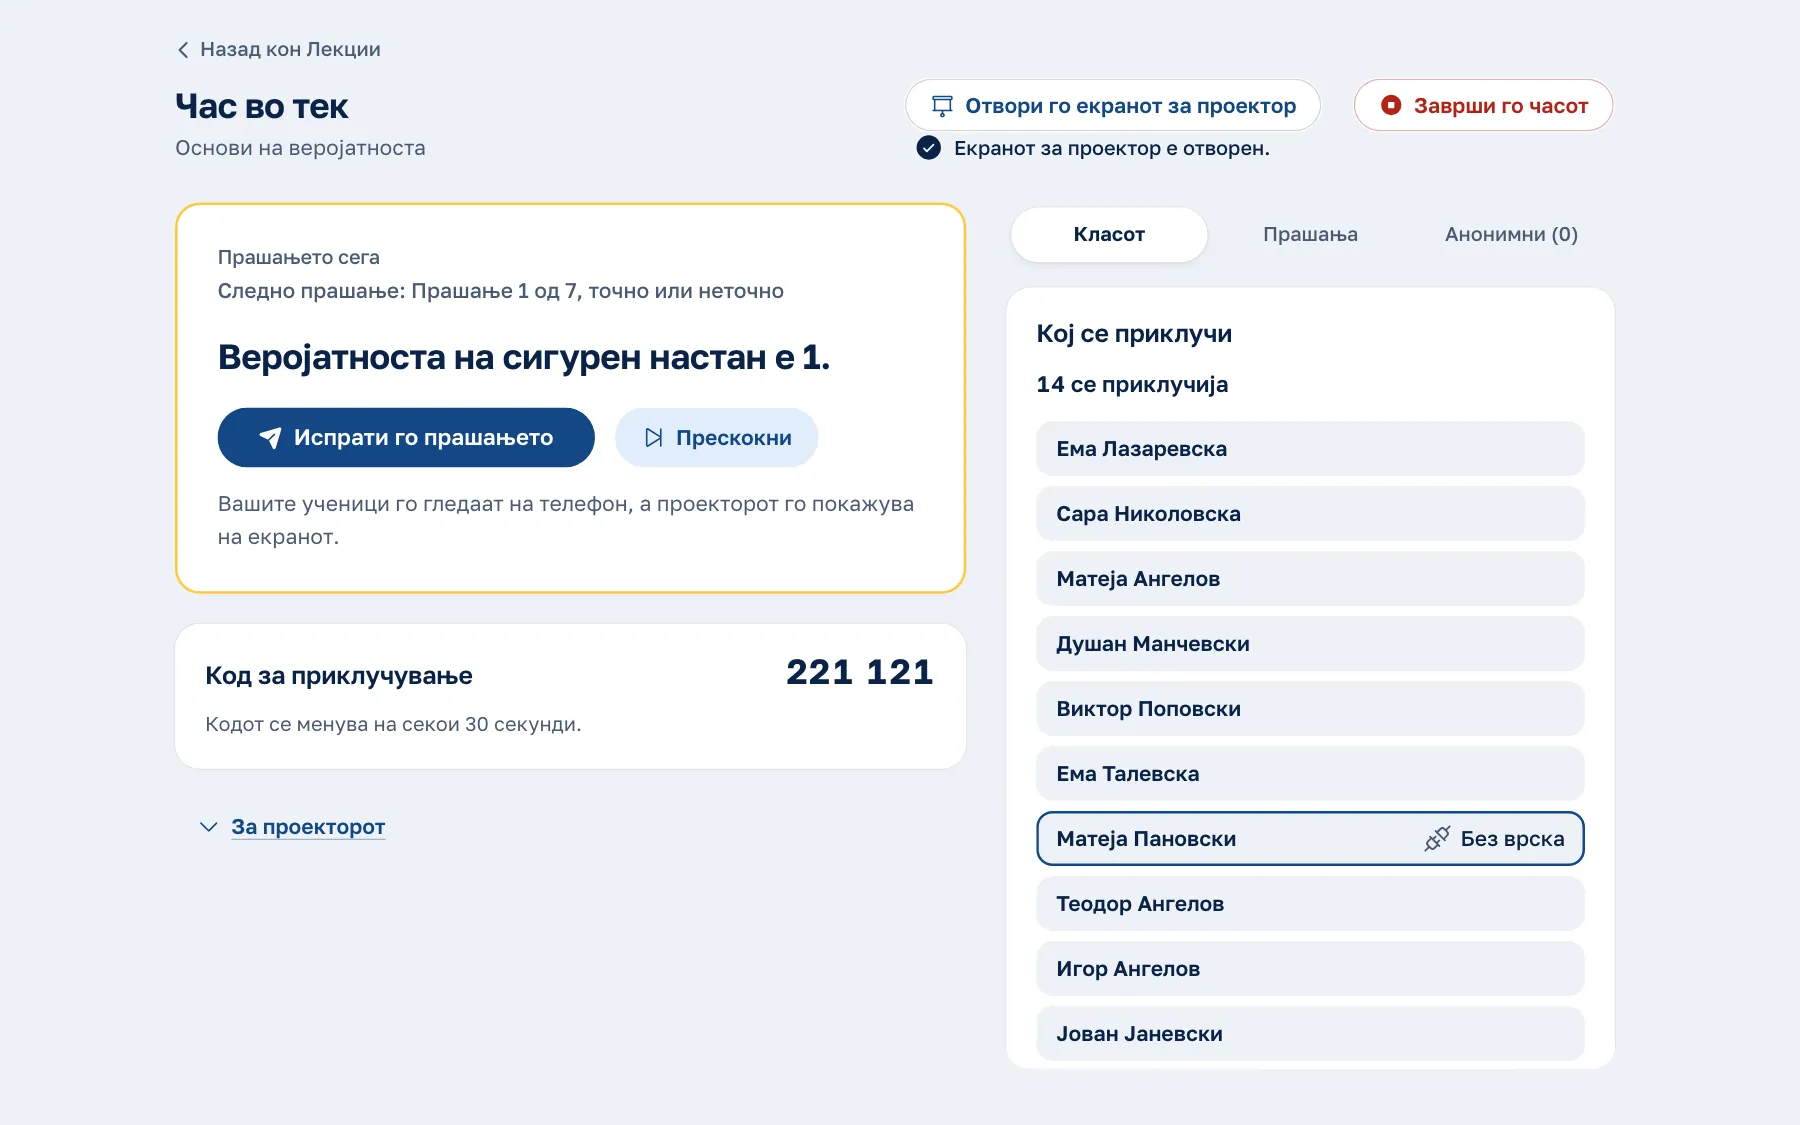 Назад кон Лекции
Час во тек
Основи на веројатноста
Отвори го екранот за проектор
Заврши го часот
Екранот за проектор е отворен.
Прашањето сега
Следно прашање: Прашање 1 од 7, точно или неточно
Веројатноста на сигурен настан е 1.
Испрати го прашањето
Прескокни
Вашите ученици го гледаат на телефон, а проекторот го покажува
на екранот.
Код за приклучување
221 121
Кодот се менува на секои 30 секунди.
За проекторот
Класот
Прашања
Анонимни (0)
Кој се приклучи
14 се приклучија
Ема Лазаревска
Сара Николовска
Матеја Ангелов
Душан Манчевски
Виктор Поповски
Ема Талевска
Матеја Пановски
Без врска
Теодор Ангелов
Игор Ангелов
Јован Јаневски